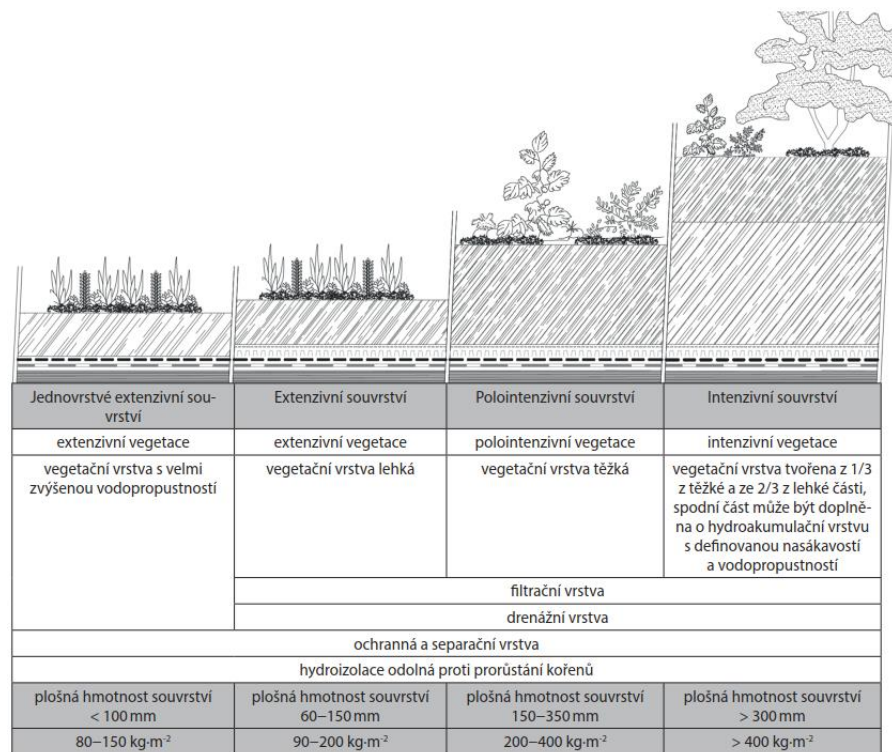 Jednovrstvé extenzivní sou-
vrství
Extenzivní souvrství
Polointenzivní souvrství
Intenzivní souvrství
extenzivní vegetace
extenzivní vegetace
polointenzivní vegetace
intenzivní vegetace
vegetační vrstva s velmi
zvýšenou vodopropustností
vegetační vrstva lehká
vegetační vrstva těžká
vegetační vrstva tvořena z 1/3
z těžké a ze 2/3 z lehké části,
spodní část může být doplně-
na o hydroakumulační vrstvu
s definovanou nasákavostí
a vodopropustností
filtrační vrstva
drenážní vrstva
ochranná a separační vrstva
hydroizolace odolná proti prorůstání kořenů
plošná hmotnost souvrství
< 100 mm
plošná hmotnost souvrství
60–150 mm
plošná hmotnost souvrství
150–350 mm
plošná hmotnost souvrství
> 300 mm
80–150 kg·m⁻²
90–200 kg·m⁻²
200–400 kg·m⁻²
> 400 kg·m⁻²